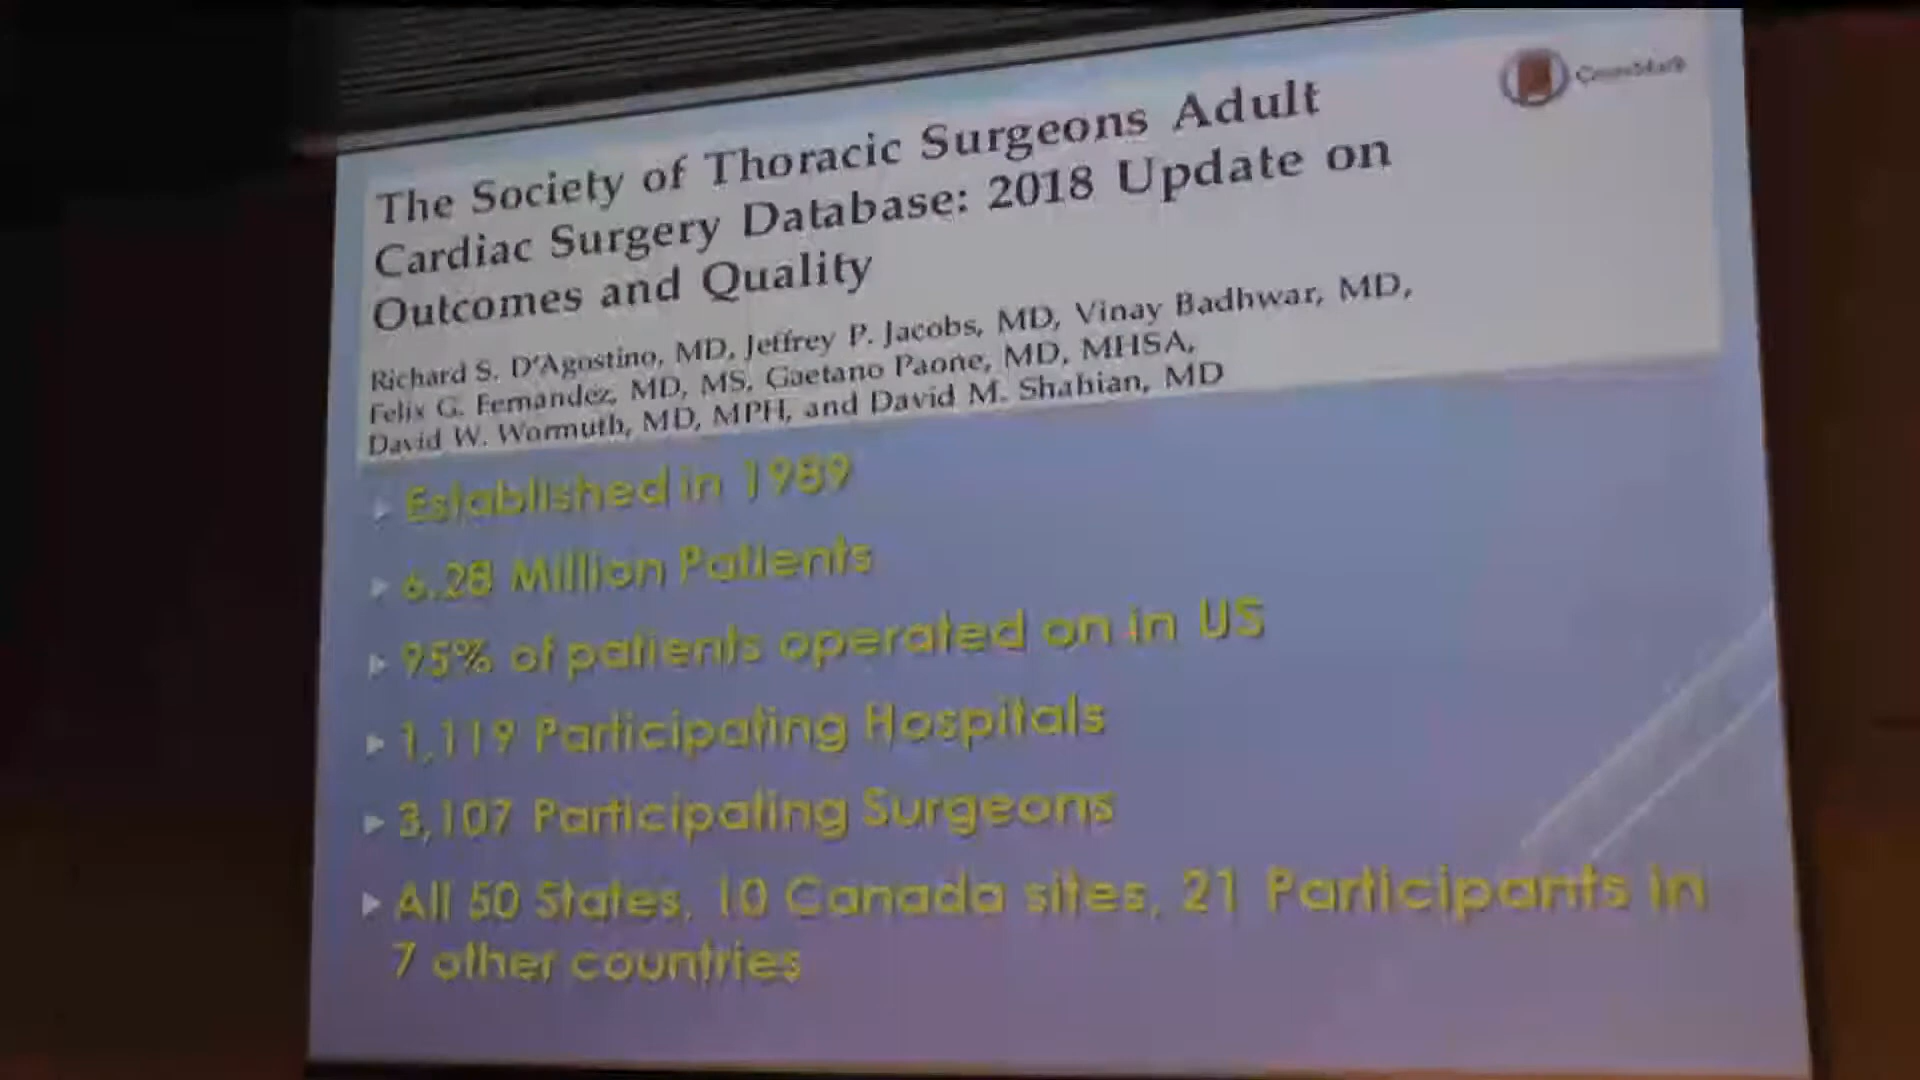 CrossMark
The Society of Thoracic Surgeons Adult
Cardiac Surgery Database: 2018 Update on
Outcomes and Quality
Richard S. D'Agostino, MD, Jeffrey P. Jacobs, MD, Vinay Badhwar, MD,
Felix G. Fernandez, MD, MS, Gaetano Paone, MD, MHSA,
David W. Wormuth, MD, MPH, and David M. Shahian, MD
Established in 1989
6.28 Million Patients
95% of patients operated on in US
1,119 Participating Hospitals
3,107 Participating Surgeons
All 50 States, 10 Canada sites, 21 Participants in
7 other countries